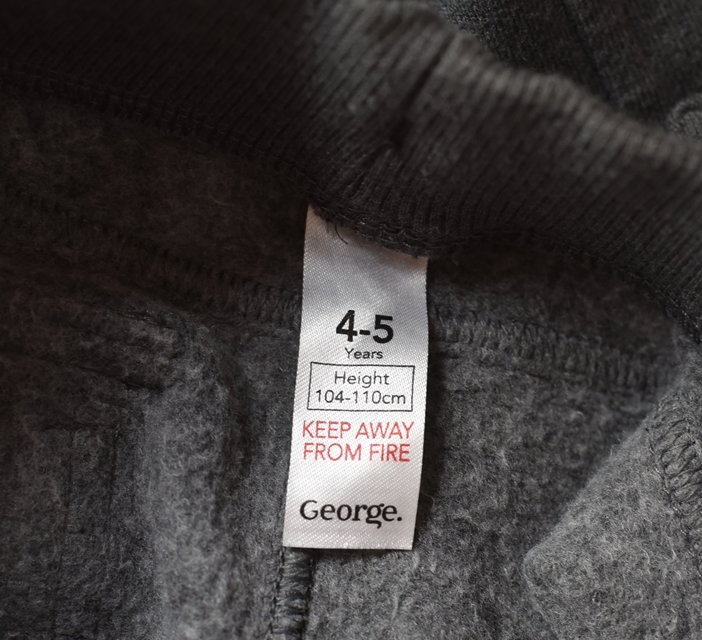 4-5
Years
Height
104-110cm
KEEP AWAY
FROM FIRE
George.